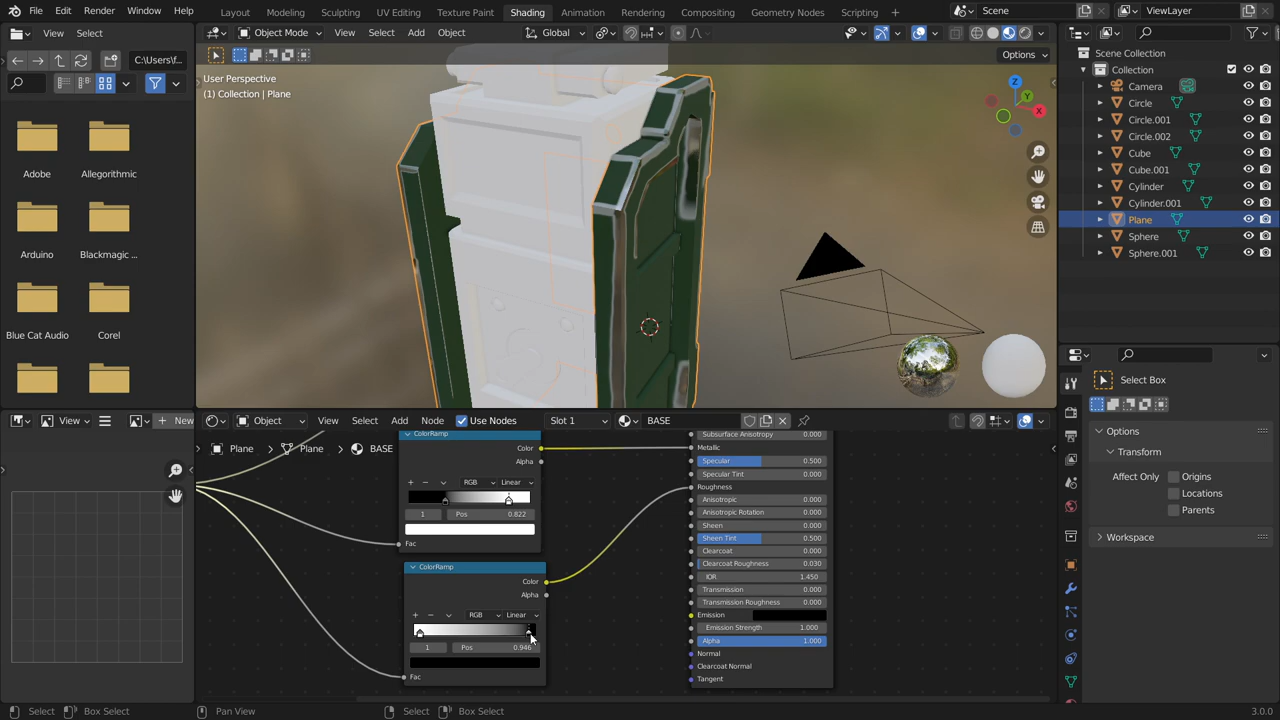 File Edit Render Window Help
Layout Modeling Sculpting UV Editing Texture Paint Shading Animation Rendering Compositing Geometry Nodes Scripting
Scene ViewLayer
View Select
Object Mode View Select Add Object Global
Options
C:\Users\f...
User Perspective
(1) Collection | Plane
Adobe Allegorithmic
Arduino Blackmagic ...
Blue Cat Audio Corel
Z
Y
X
Scene Collection
Collection
Camera
Circle
Circle.001
Circle.002
Cube
Cube.001
Cylinder
Cylinder.001
Plane
Sphere
Sphere.001
Select Box
Options
Transform
Affect Only Origins
Locations
Parents
Workspace
View New
Object View Select Add Node Use Nodes Slot 1 BASE
Plane Plane BASE
ColorRamp
Color
Alpha
RGB Linear
1 Pos 0.822
Fac
ColorRamp
Color
Alpha
RGB Linear
1 Pos 0.946
Fac
Subsurface Anisotropy 0.000
Metallic
Specular 0.500
Specular Tint 0.000
Roughness
Anisotropic 0.000
Anisotropic Rotation 0.000
Sheen 0.000
Sheen Tint 0.500
Clearcoat 0.000
Clearcoat Roughness 0.030
IOR 1.450
Transmission 0.000
Transmission Roughness 0.000
Emission
Emission Strength 1.000
Alpha 1.000
Normal
Clearcoat Normal
Tangent
Select Box Select Pan View Select Box Select 3.0.0